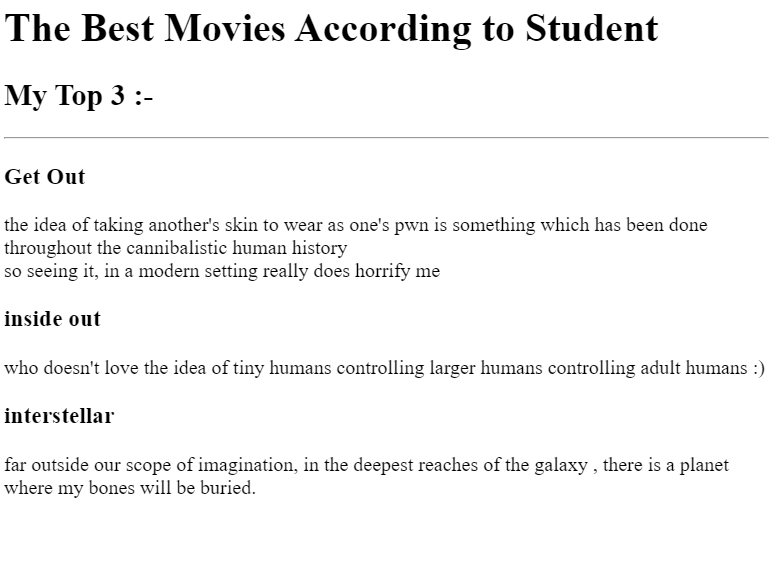 The Best Movies According to Student
My Top 3 :-
Get Out
the idea of taking another's skin to wear as one's pwn is something which has been done
throughout the cannibalistic human history
so seeing it, in a modern setting really does horrify me
inside out
who doesn't love the idea of tiny humans controlling larger humans controlling adult humans :)
interstellar
far outside our scope of imagination, in the deepest reaches of the galaxy , there is a planet
where my bones will be buried.